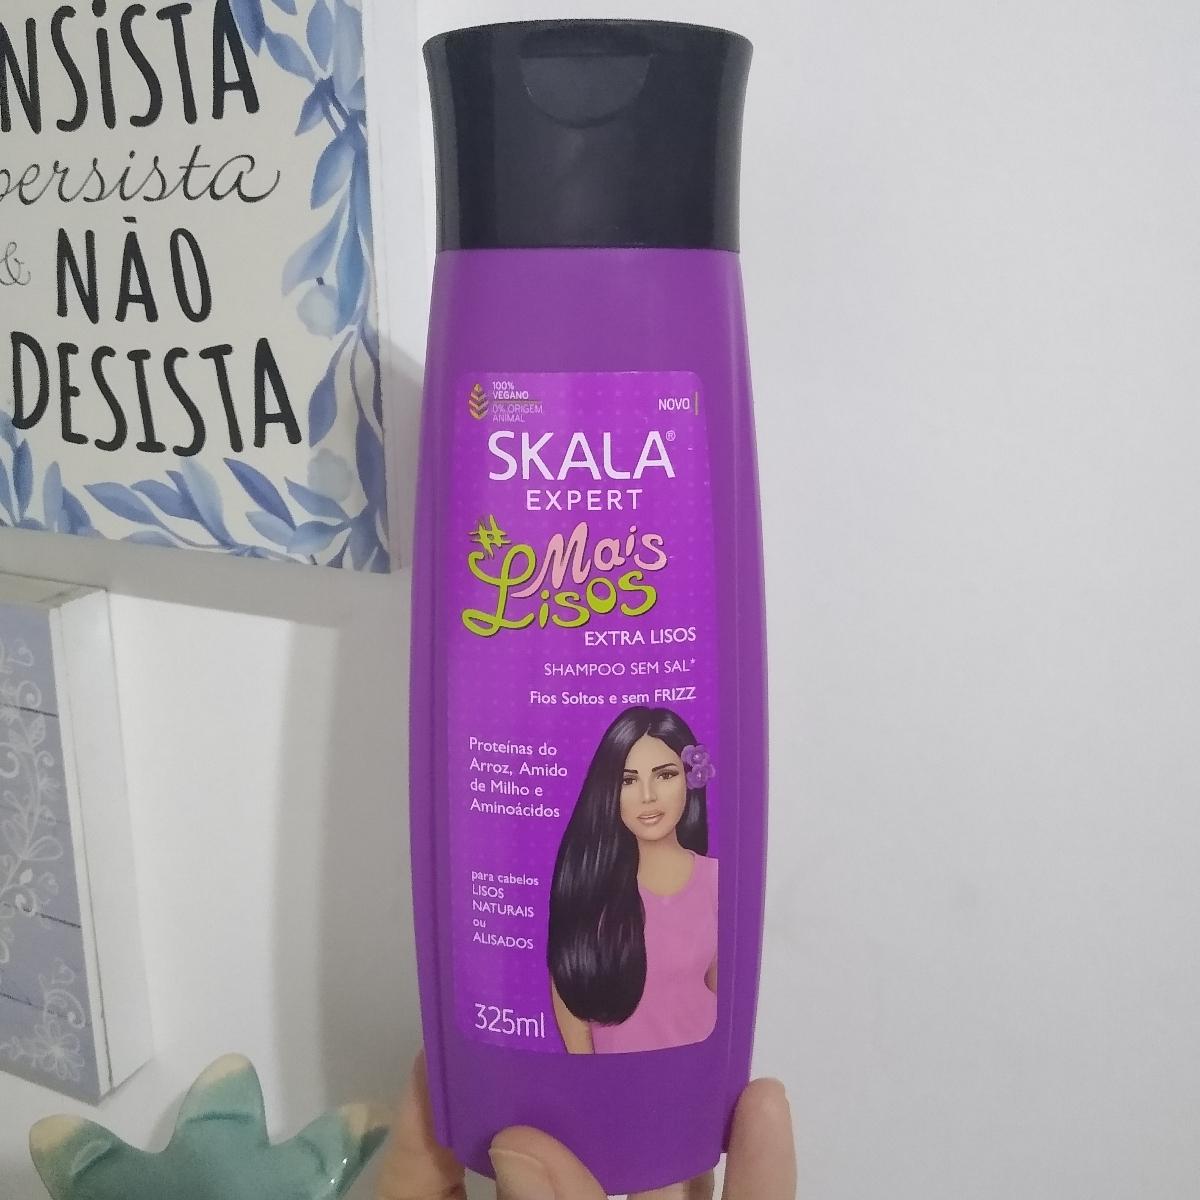 NSiSTA
persista
& NÃO
DESISTA
100%
VEGANO
0% ORIGEM
ANIMAL
NOVO
SKALA®
EXPERT
#Mais
Lisos
EXTRA LISOS
SHAMPOO SEM SAL*
Fios Soltos e sem FRIZZ
Proteínas do
Arroz, Amido
de Milho e
Aminoácidos
para cabelos
LISOS
NATURAIS
ou
ALISADOS
325ml